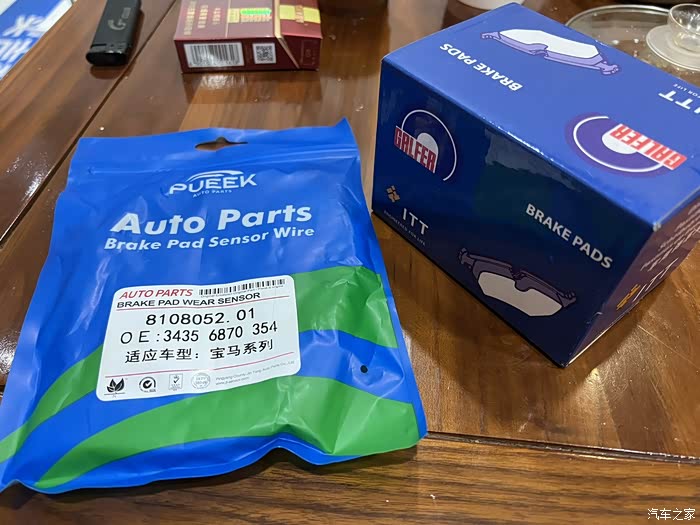 PUEEK
AUTO PARTS
Auto Parts
Brake Pad Sensor Wire
AUTO PARTS
BRAKE PAD WEAR SENSOR
8108052.01
OE:3435 6870 354
适应车型：宝马系列
BRAKE PADS
ITT
GALFER
GALFER
ITT
BRAKE PADS
汽车之家